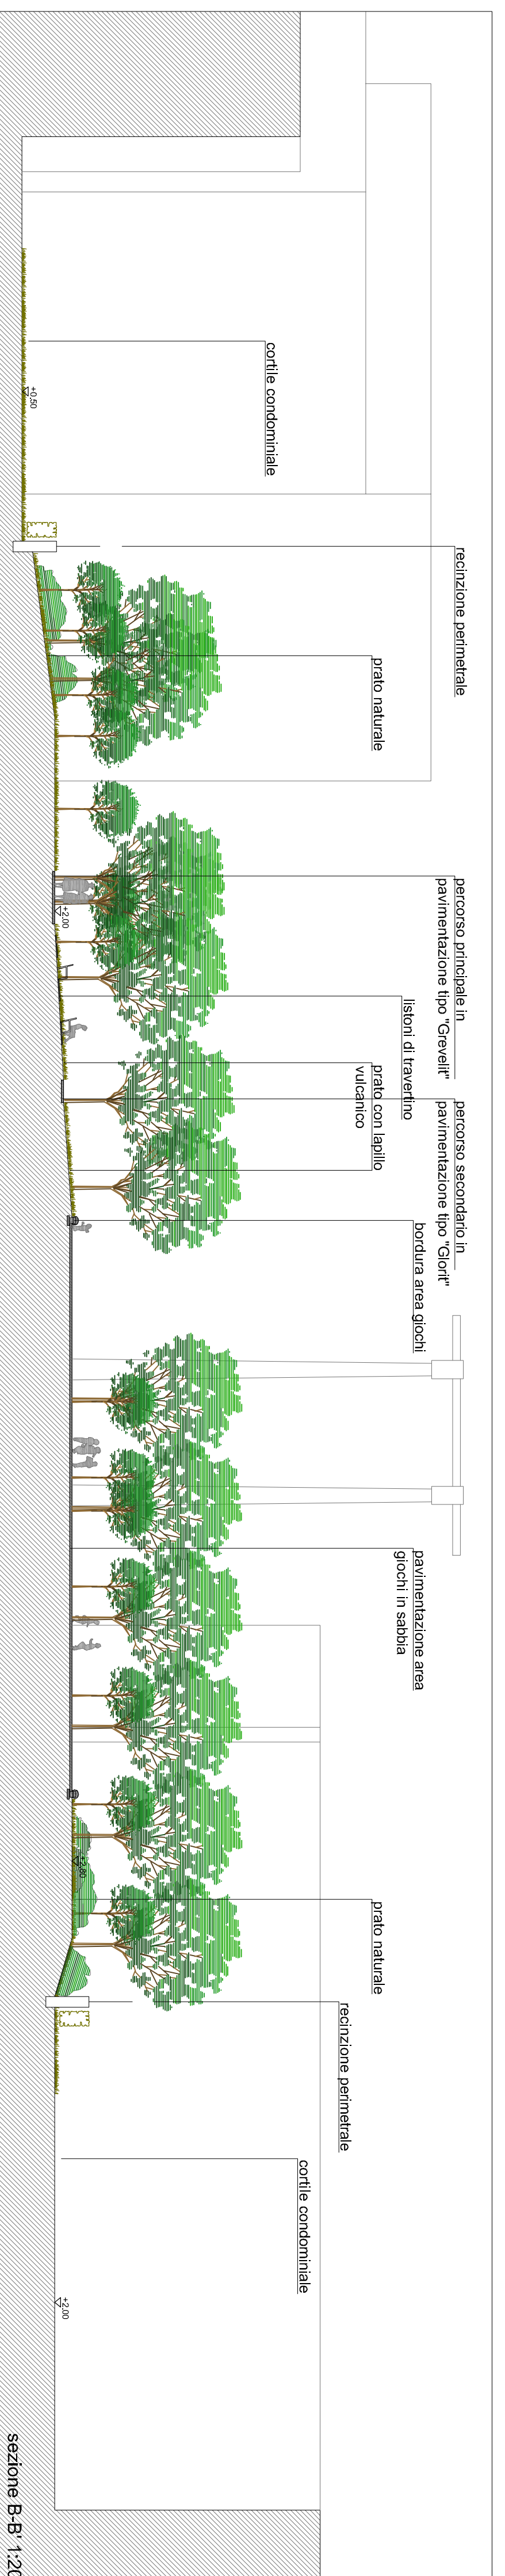 cortile condominiale
+0.50
recinzione perimetrale
prato naturale
percorso principale in
pavimentazione tipo "Grevelit"
+2.00
listoni di travertino
prato con lapillo
vulcanico
percorso secondario in
pavimentazione tipo "Glorit"
bordura area giochi
pavimentazione area
giochi in sabbia
+2.80
prato naturale
recinzione perimetrale
cortile condominiale
+2.00
sezione B-B'